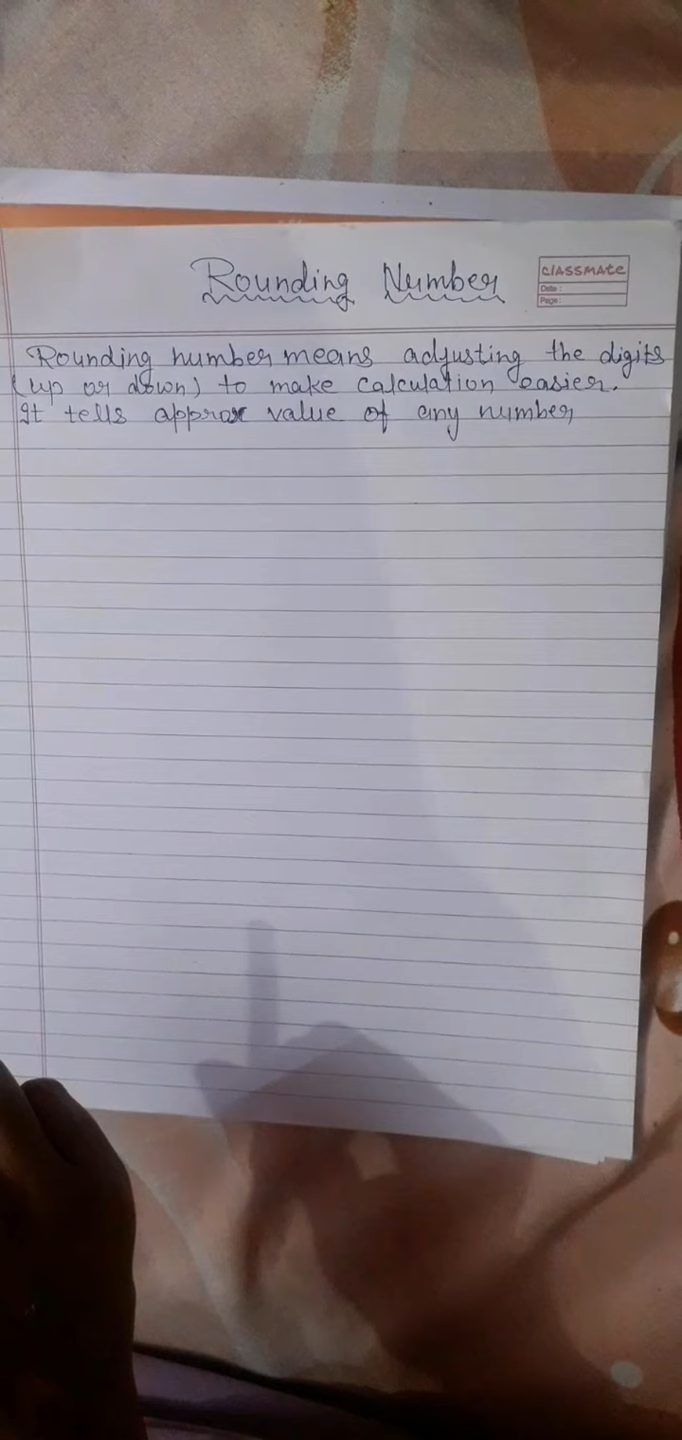 Rounding Number
CLASSMATE
Date :
Page :
Rounding number means adjusting the digits
(up or down) to make calculation easier.
It tells approx value of any number